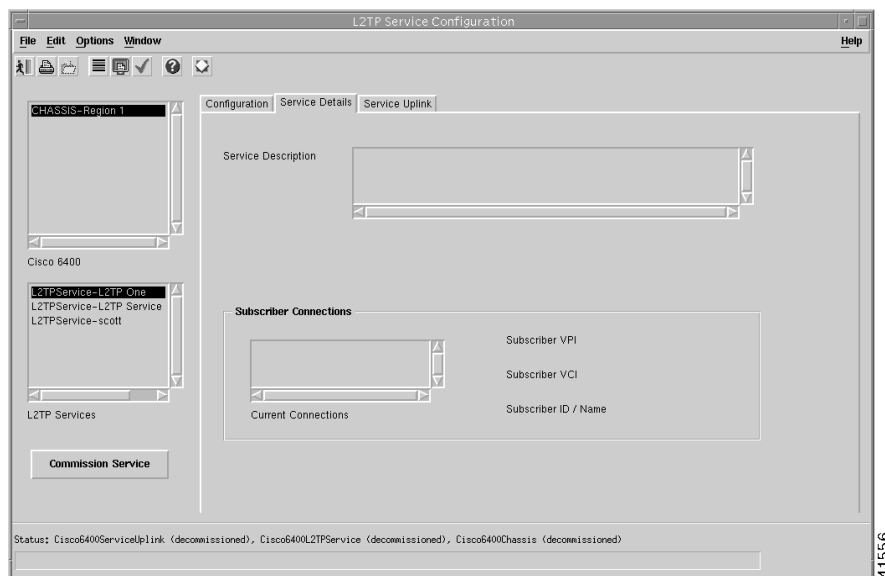 L2TP Service Configuration
File Edit Options Window Help
Configuration Service Details Service Uplink
CHASSIS-Region 1
Cisco 6400
Service Description
L2TPService-L2TP One
L2TPService-L2TP Service
L2TPService-scott
L2TP Services
Commission Service
Subscriber Connections
Current Connections
Subscriber VPI
Subscriber VCI
Subscriber ID / Name
Status: Cisco6400ServiceUplink (decommissioned), Cisco6400L2TPService (decommissioned), Cisco6400Chassis (decommissioned)
41556